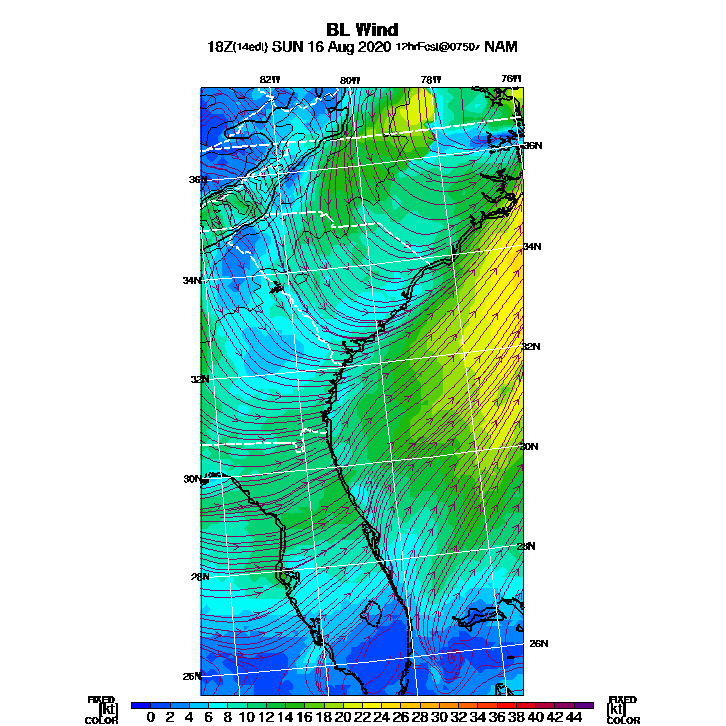 BL Wind
18Z(14edt) SUN 16 Aug 2020 12hrFcst@0750z NAM
82W 80W 78W 76W
36N
36N
34N
34N
32N
32N
30N
30N
28N
28N
26N
26N
FIXED FIXED
[kt] 0 2 4 6 8 10 12 14 16 18 20 22 24 26 28 30 32 34 36 38 40 42 44 [kt]
COLOR COLOR